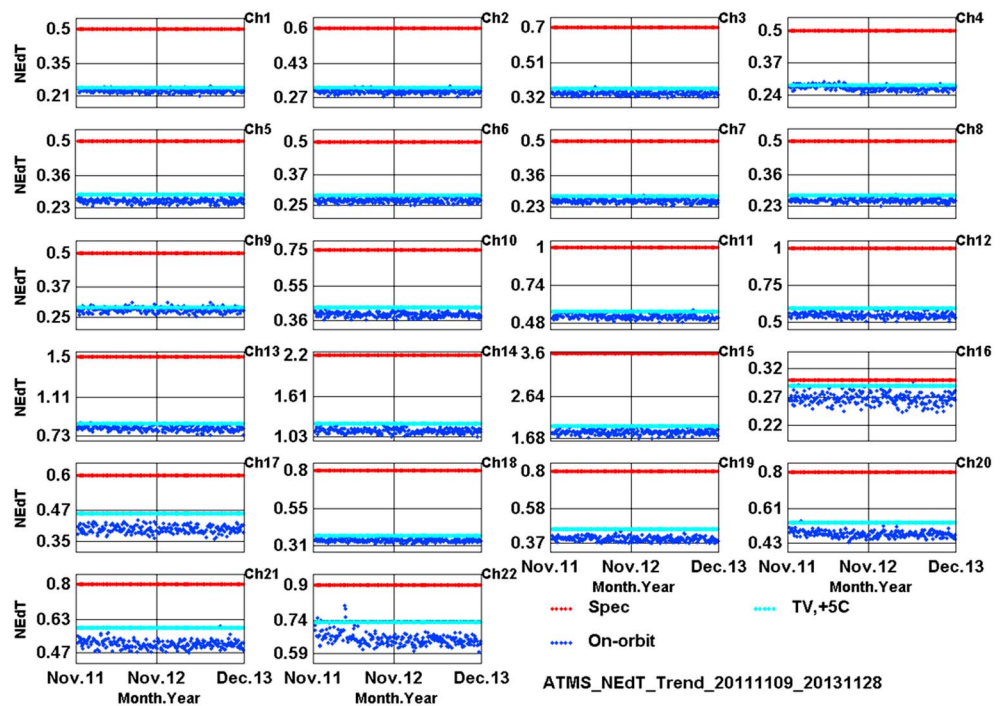 Ch1 Ch2 Ch3 Ch4
NEdT 0.5 0.35 0.21
0.6 0.43 0.27
0.7 0.51 0.32
0.5 0.37 0.24
Ch5 Ch6 Ch7 Ch8
NEdT 0.5 0.36 0.23
0.5 0.37 0.25
0.5 0.36 0.23
0.5 0.36 0.23
Ch9 Ch10 Ch11 Ch12
NEdT 0.5 0.37 0.25
0.75 0.55 0.36
1 0.74 0.48
1 0.75 0.5
Ch13 Ch14 Ch15 Ch16
NEdT 1.5 1.11 0.73
2.2 1.61 1.03
3.6 2.64 1.68
0.32 0.27 0.22
Ch17 Ch18 Ch19 Ch20
NEdT 0.6 0.47 0.35
0.8 0.55 0.31
0.8 0.58 0.37
0.8 0.61 0.43
Nov.11 Nov.12 Dec.13
Month.Year
Nov.11 Nov.12 Dec.13
Month.Year
Ch21 Ch22
NEdT 0.8 0.63 0.47
0.9 0.74 0.59
Nov.11 Nov.12 Dec.13
Month.Year
Nov.11 Nov.12 Dec.13
Month.Year
Spec
TV,+5C
On-orbit
ATMS_NEdT_Trend_20111109_20131128